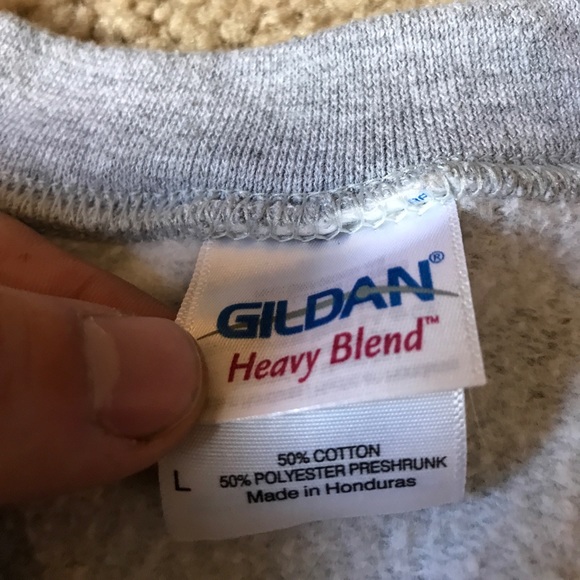 GILDAN®
Heavy Blend™
50% COTTON
L 50% POLYESTER PRESHRUNK
Made in Honduras